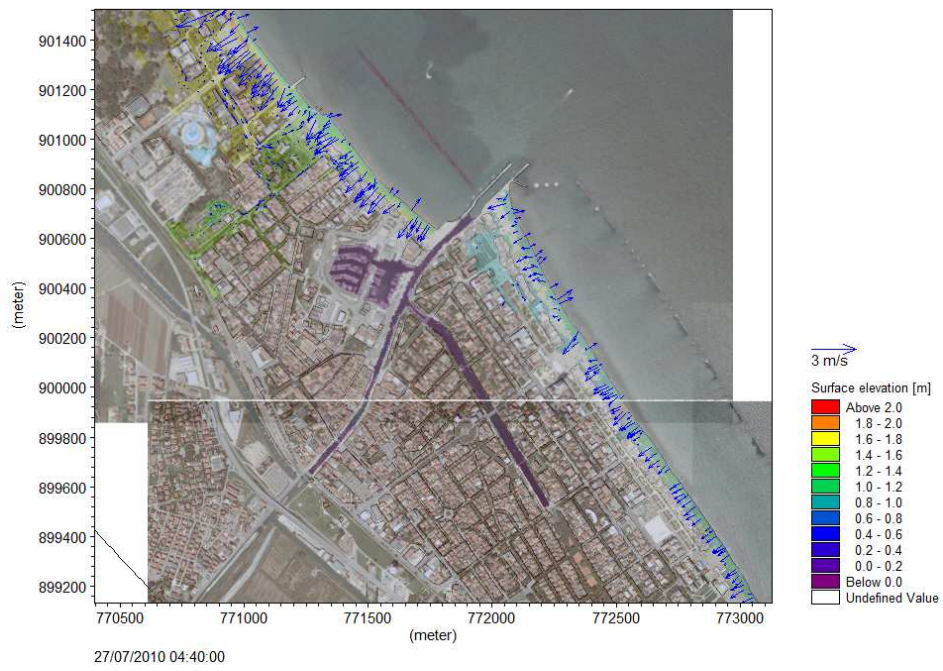 901400
901200
901000
900800
900600
900400
900200
900000
899800
899600
899400
899200
(meter)
770500
771000
771500
772000
772500
773000
(meter)
27/07/2010 04:40:00
3 m/s
Surface elevation [m]
Above 2.0
1.8 - 2.0
1.6 - 1.8
1.4 - 1.6
1.2 - 1.4
1.0 - 1.2
0.8 - 1.0
0.6 - 0.8
0.4 - 0.6
0.2 - 0.4
0.0 - 0.2
Below 0.0
Undefined Value